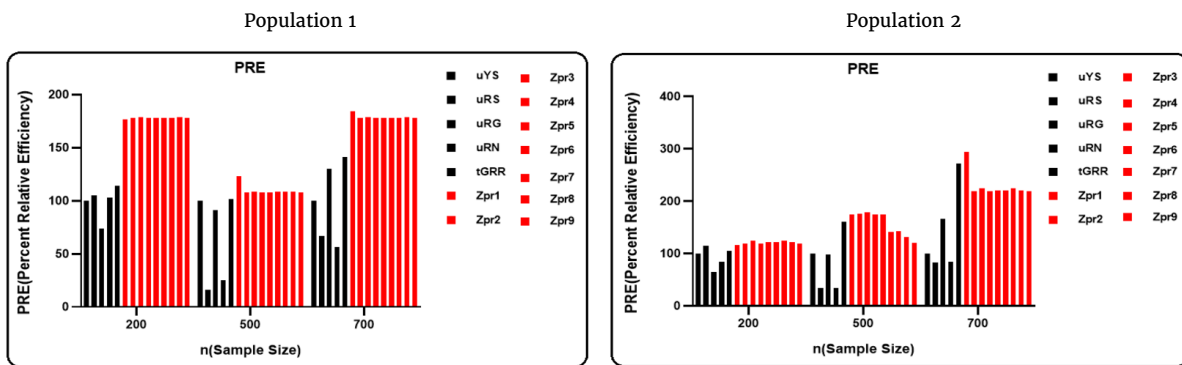 Population 1
PRE
PRE(Percent Relative Efficiency)
200
150
100
50
0
200 500 700
n(Sample Size)
uYS Zpr3
uRS Zpr4
uRG Zpr5
uRN Zpr6
tGRR Zpr7
Zpr1 Zpr8
Zpr2 Zpr9
Population 2
PRE
PRE(Percent Relative Efficiency)
400
300
200
100
0
200 500 700
n(Sample Size)
uYS Zpr3
uRS Zpr4
uRG Zpr5
uRN Zpr6
tGRR Zpr7
Zpr1 Zpr8
Zpr2 Zpr9